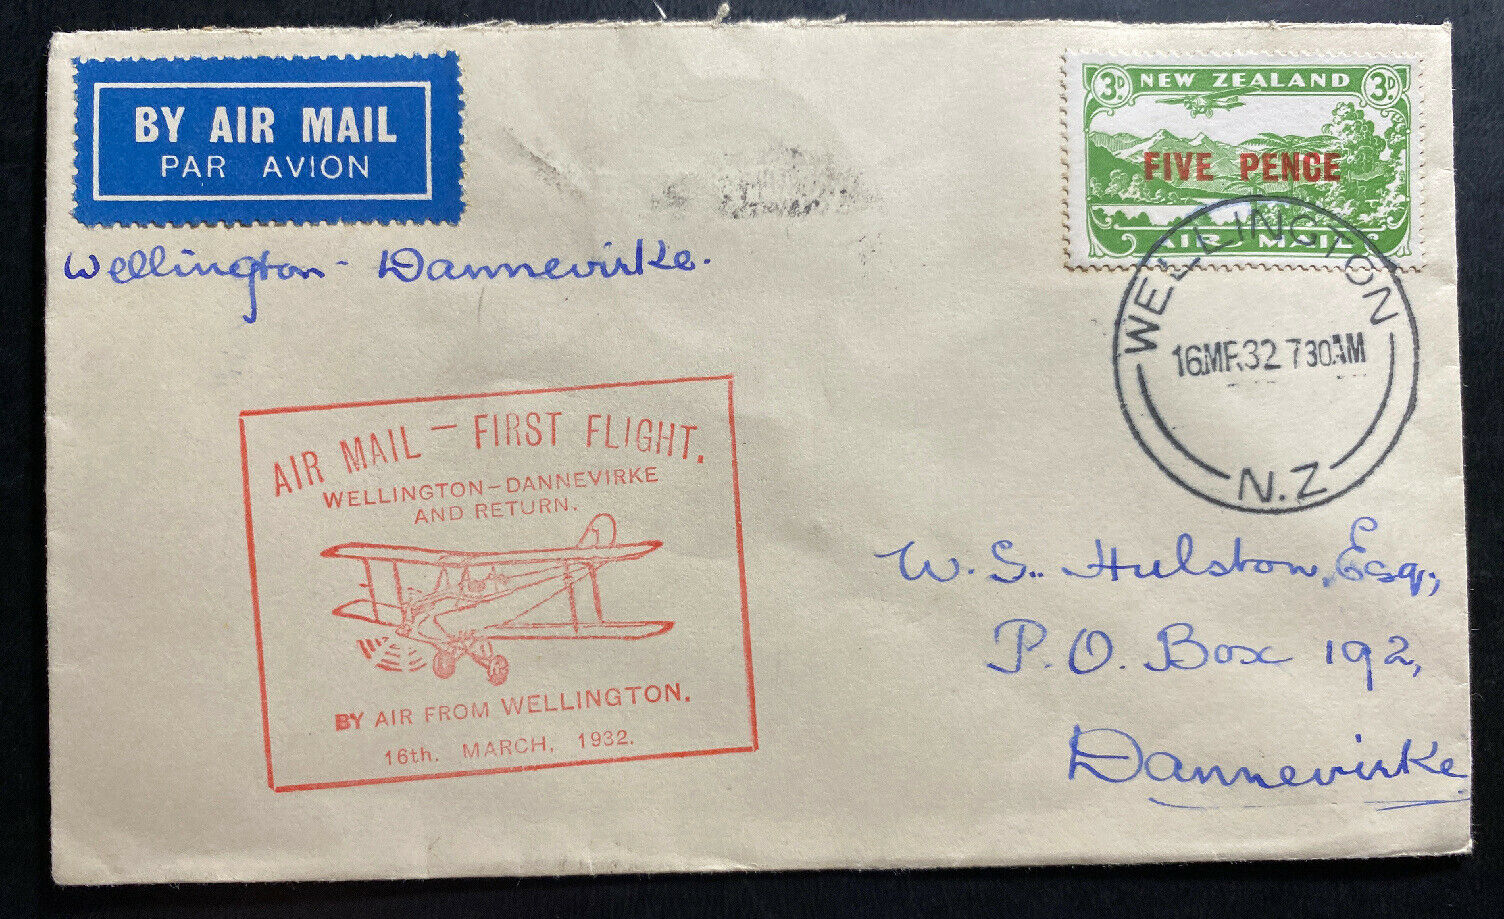 BY AIR MAIL
PAR AVION
Wellington - Dannevirke.
3D NEW ZEALAND 3D.
FIVE PENCE
AIR MAIL
WELLINGTON
16MR32 730AM
N.Z
AIR MAIL – FIRST FLIGHT.
WELLINGTON–DANNEVIRKE
AND RETURN.
BY AIR FROM WELLINGTON.
16th. MARCH, 1932.
W. S. Hulston, Esq,
P.O. Box 192,
Dannevirke